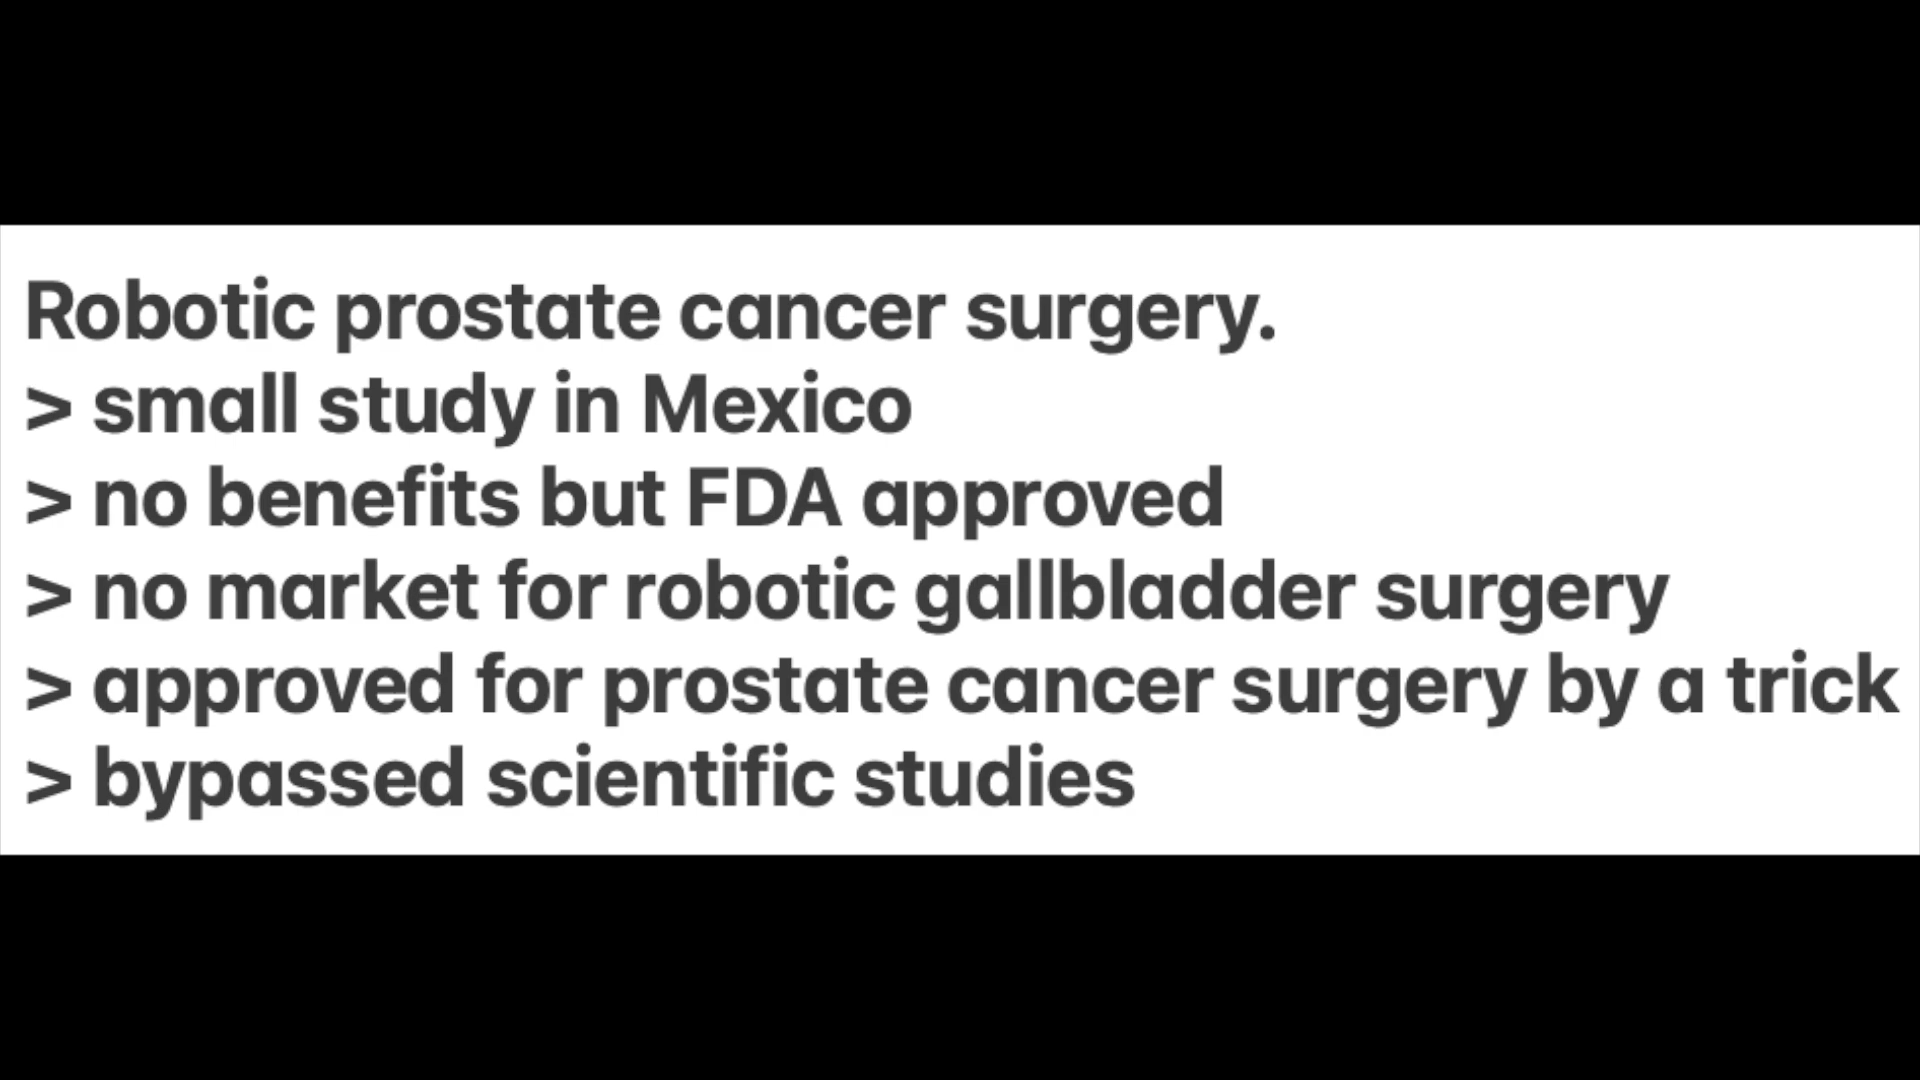 Robotic prostate cancer surgery.
> small study in Mexico
> no benefits but FDA approved
> no market for robotic gallbladder surgery
> approved for prostate cancer surgery by a trick
> bypassed scientific studies